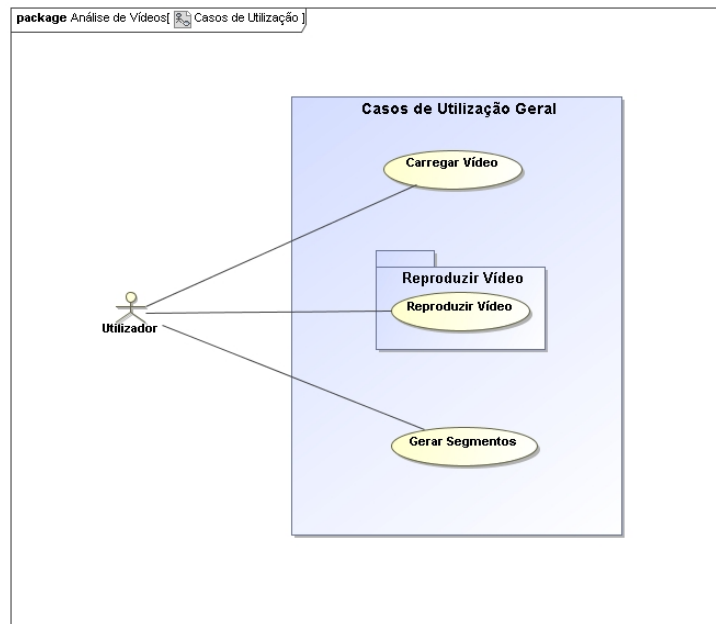 package Análise de Vídeos[ Casos de Utilização ]
Casos de Utilização Geral
Carregar Vídeo
Reproduzir Vídeo
Reproduzir Vídeo
Utilizador
Gerar Segmentos